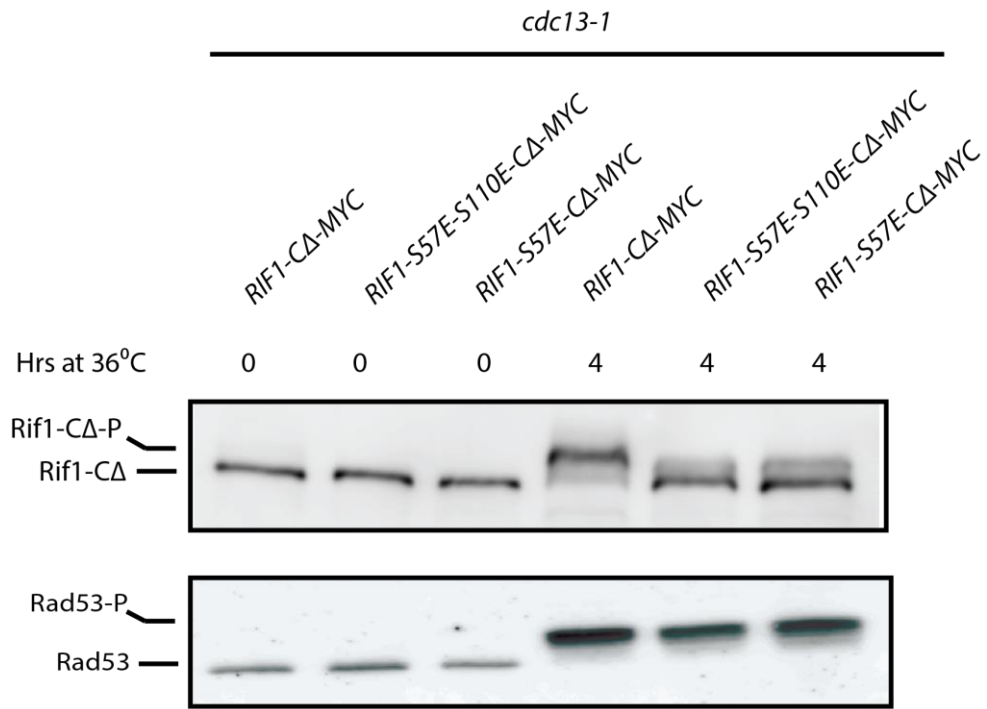 cdc13-1
RIF1-CΔ-MYC
RIF1-S57E-S110E-CΔ-MYC
RIF1-S57E-CΔ-MYC
RIF1-CΔ-MYC
RIF1-S57E-S110E-CΔ-MYC
RIF1-S57E-CΔ-MYC
Hrs at 36⁰C 0 0 0 4 4 4
Rif1-CΔ-P
Rif1-CΔ
Rad53-P
Rad53